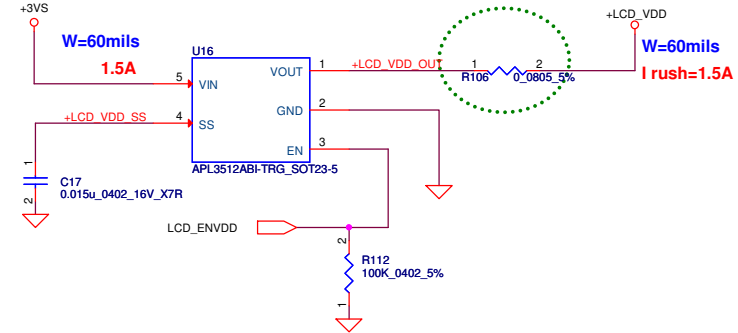 +3VS
+LCD_VDD
W=60mils
1.5A
U16
5
VIN
VOUT
1
+LCD_VDD_OUT
1
2
R106
0_0805_5%
W=60mils
I rush=1.5A
+LCD_VDD_SS
4
SS
GND
2
EN
3
APL3512ABI-TRG_SOT23-5
1
2
C17
0.015u_0402_16V_X7R
LCD_ENVDD
2
1
R112
100K_0402_5%